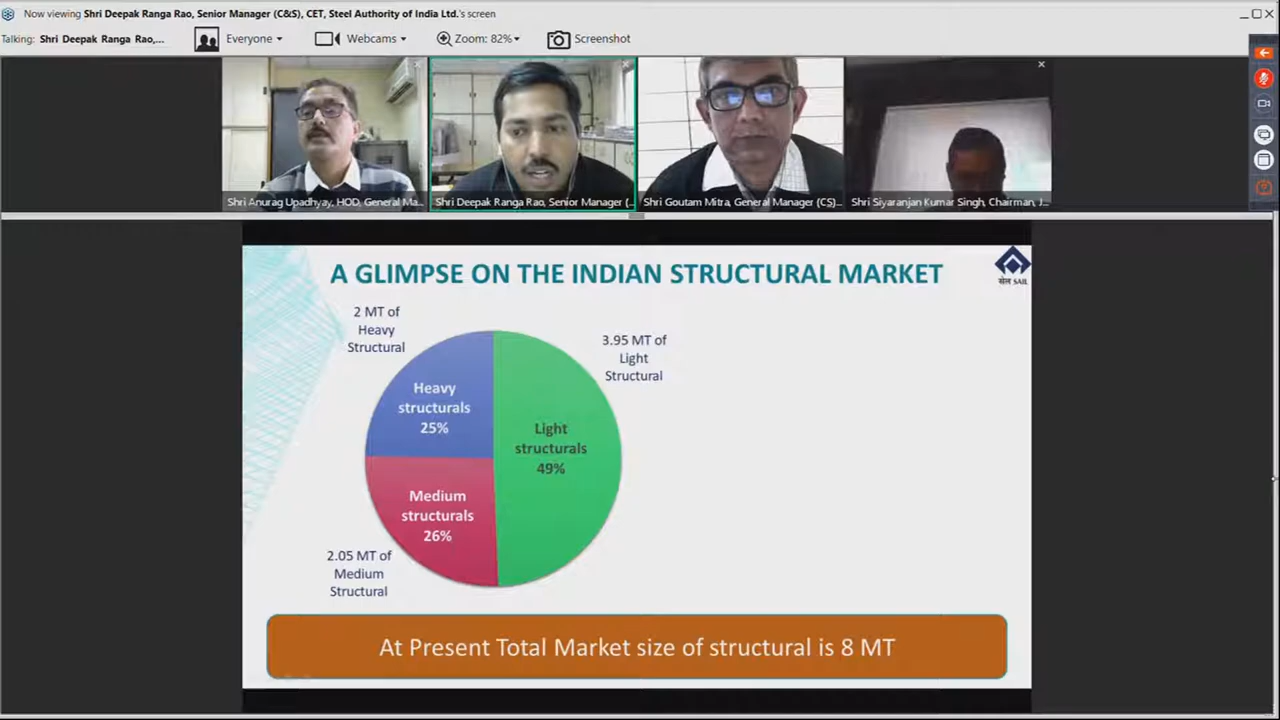 Now viewing Shri Deepak Ranga Rao, Senior Manager (C&S), CET, Steel Authority of India Ltd.'s screen
Talking: Shri Deepak Ranga Rao,...
Everyone
Webcams
Zoom: 82%
Screenshot
Shri Anurag Upadhyay, HOD, General Ma...
Shri Deepak Ranga Rao, Senior Manager (...
Shri Goutam Mitra, General Manager (CS)...
Shri Siyaranjan Kumar Singh, Chairman, J...
A GLIMPSE ON THE INDIAN STRUCTURAL MARKET
सेल SAIL
2 MT of
Heavy
Structural
3.95 MT of
Light
Structural
Heavy
structurals
25%
Light
structurals
49%
Medium
structurals
26%
2.05 MT of
Medium
Structural
At Present Total Market size of structural is 8 MT